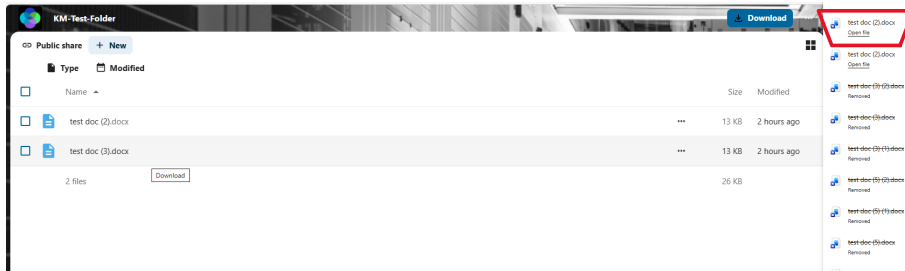 KM-Test-Folder
Download
Public share
+ New
Type
Modified
Name
Size
Modified
test doc (2).docx
13 KB
2 hours ago
test doc (3).docx
13 KB
2 hours ago
2 files
Download
26 KB
test doc (2).docx
Open file
test doc (2).docx
Open file
test doc (3) (2).docx
Removed
test doc (3).docx
Removed
test doc (3) (1).docx
Removed
test doc (5) (2).docx
Removed
test doc (5) (1).docx
Removed
test doc (5).docx
Removed